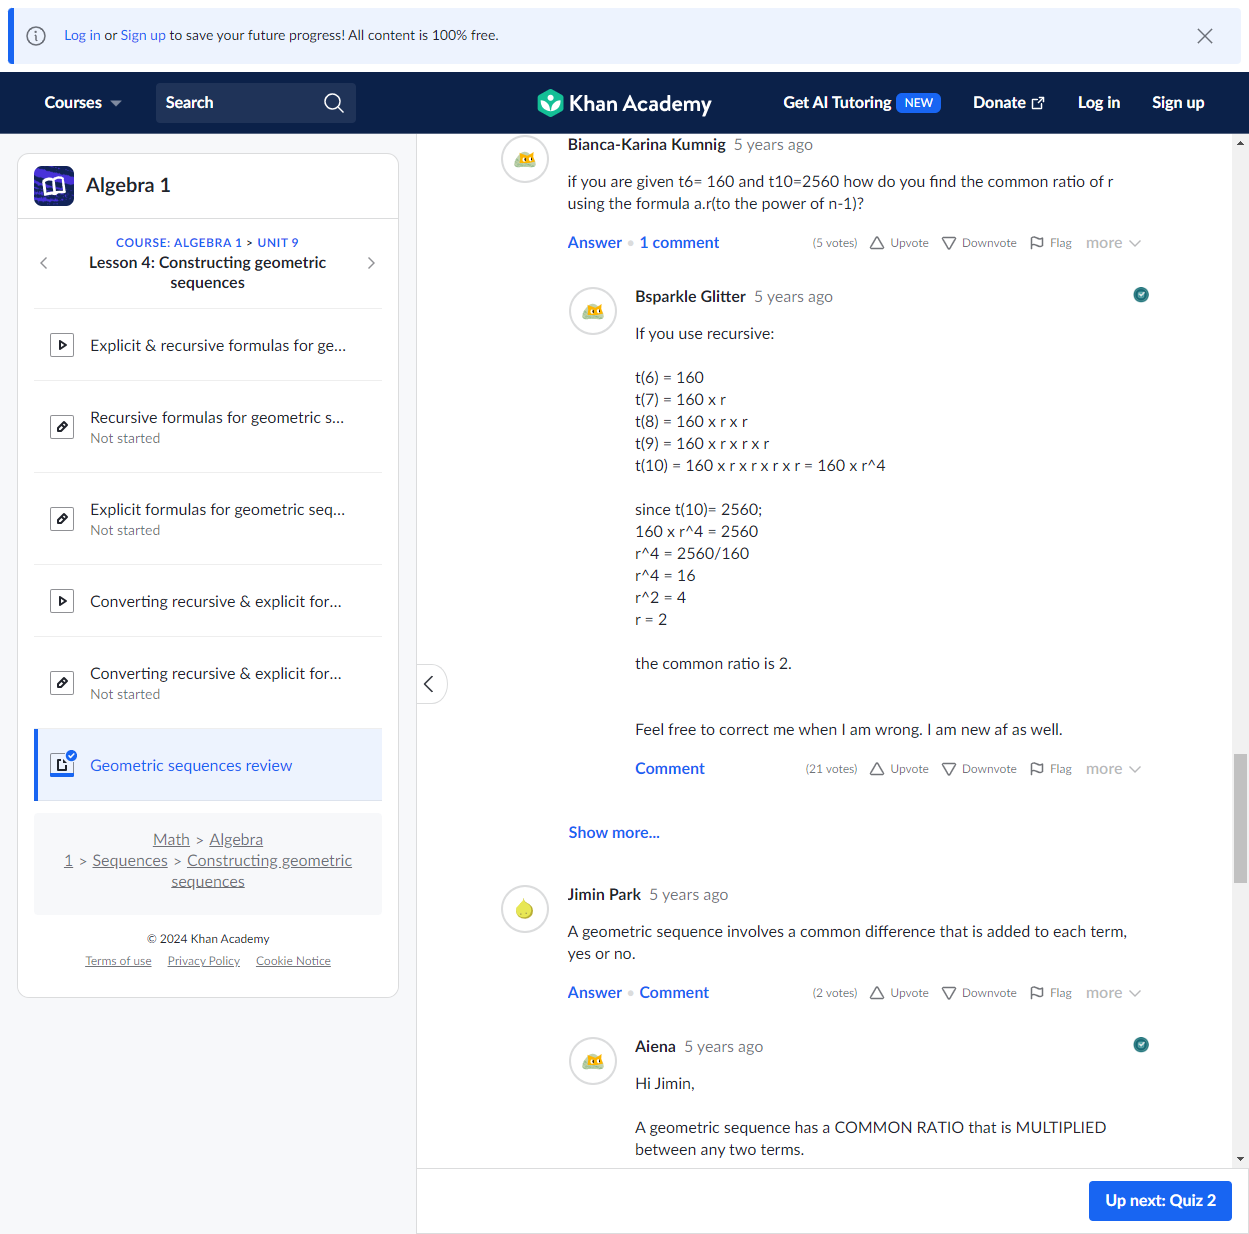 Log in or Sign up to save your future progress! All content is 100% free.
Courses
Search
Khan Academy
Get AI Tutoring NEW
Donate
Log in
Sign up
Algebra 1
COURSE: ALGEBRA 1 > UNIT 9
Lesson 4: Constructing geometric
sequences
Explicit & recursive formulas for ge...
Recursive formulas for geometric s...
Not started
Explicit formulas for geometric seq...
Not started
Converting recursive & explicit for...
Converting recursive & explicit for...
Not started
Geometric sequences review
Math > Algebra
1 > Sequences > Constructing geometric
sequences
© 2024 Khan Academy
Terms of use Privacy Policy Cookie Notice
Bianca-Karina Kumnig 5 years ago
if you are given t6= 160 and t10=2560 how do you find the common ratio of r
using the formula a.r(to the power of n-1)?
Answer • 1 comment (5 votes) Upvote Downvote Flag more
Bsparkle Glitter 5 years ago
If you use recursive:
t(6) = 160
t(7) = 160 x r
t(8) = 160 x r x r
t(9) = 160 x r x r x r
t(10) = 160 x r x r x r x r = 160 x r^4
since t(10)= 2560;
160 x r^4 = 2560
r^4 = 2560/160
r^4 = 16
r^2 = 4
r = 2
the common ratio is 2.
Feel free to correct me when I am wrong. I am new af as well.
Comment (21 votes) Upvote Downvote Flag more
Show more...
Jimin Park 5 years ago
A geometric sequence involves a common difference that is added to each term,
yes or no.
Answer • Comment (2 votes) Upvote Downvote Flag more
Aiena 5 years ago
Hi Jimin,
A geometric sequence has a COMMON RATIO that is MULTIPLIED
between any two terms.
Up next: Quiz 2